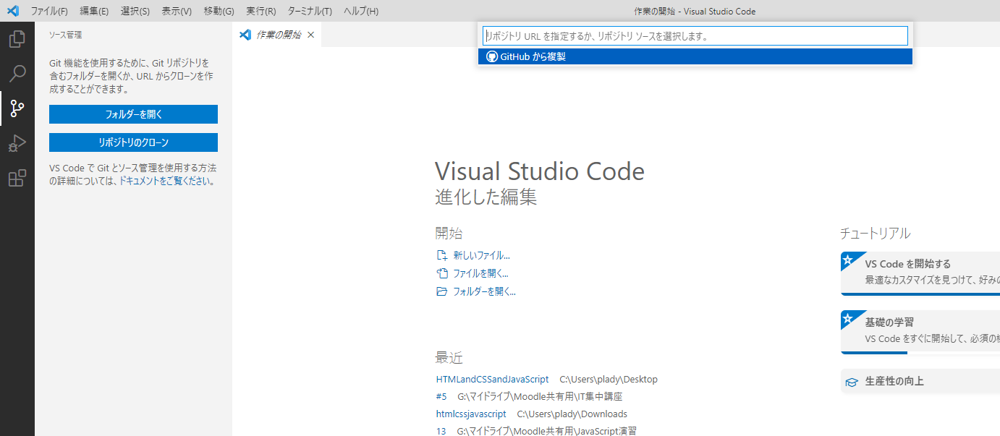 ファイル(F) 編集(E) 選択(S) 表示(V) 移動(G) 実行(R) ターミナル(T) ヘルプ(H) 作業の開始 - Visual Studio Code
ソース管理
作業の開始
リポジトリ URL を指定するか、リポジトリ ソースを選択します。
GitHub から複製
Git 機能を使用するために、Git リポジトリを
含むフォルダーを開くか、URL からクローンを作
成することができます。
フォルダーを開く
リポジトリのクローン
VS Code で Git とソース管理を使用する方法
の詳細については、ドキュメントをご覧ください。
Visual Studio Code
進化した編集
開始
新しいファイル...
ファイルを開く...
フォルダーを開く...
最近
HTMLandCSSandJavaScript C:\Users\plady\Desktop
#5 G:\マイドライブ\Moodle共有用\IT集中講座
htmlcssjavascript C:\Users\plady\Downloads
13 G:\マイドライブ\Moodle共有用\JavaScript演習
チュートリアル
VS Code を開始する
最適なカスタマイズを見つけて、好みの
基礎の学習
VS Code をすぐに開始して、必須の
生産性の向上